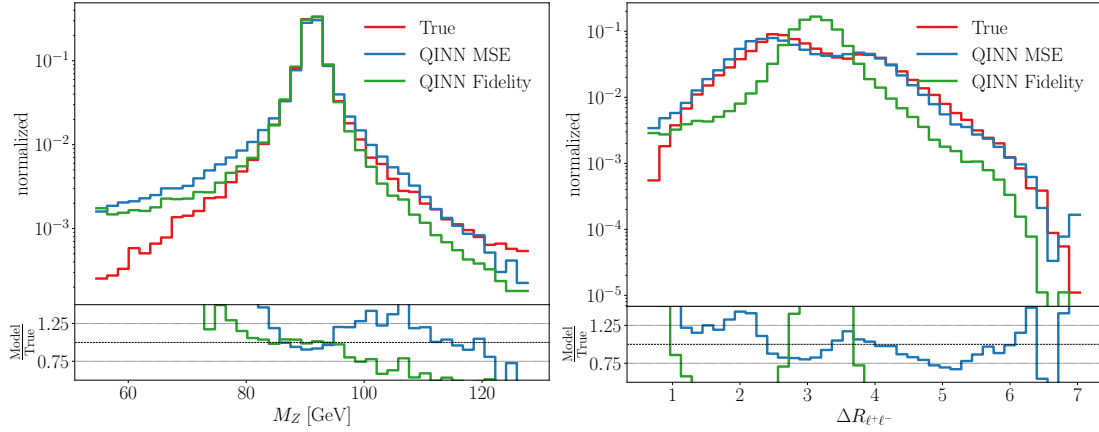 normalized
10⁻¹
10⁻²
10⁻³
True
QINN MSE
QINN Fidelity
Model
True
1.25
0.75
60
80
100
120
M_Z [GeV]
normalized
10⁻¹
10⁻²
10⁻³
10⁻⁴
10⁻⁵
True
QINN MSE
QINN Fidelity
Model
True
1.25
0.75
1
2
3
4
5
6
7
ΔR_ℓ⁺ℓ⁻